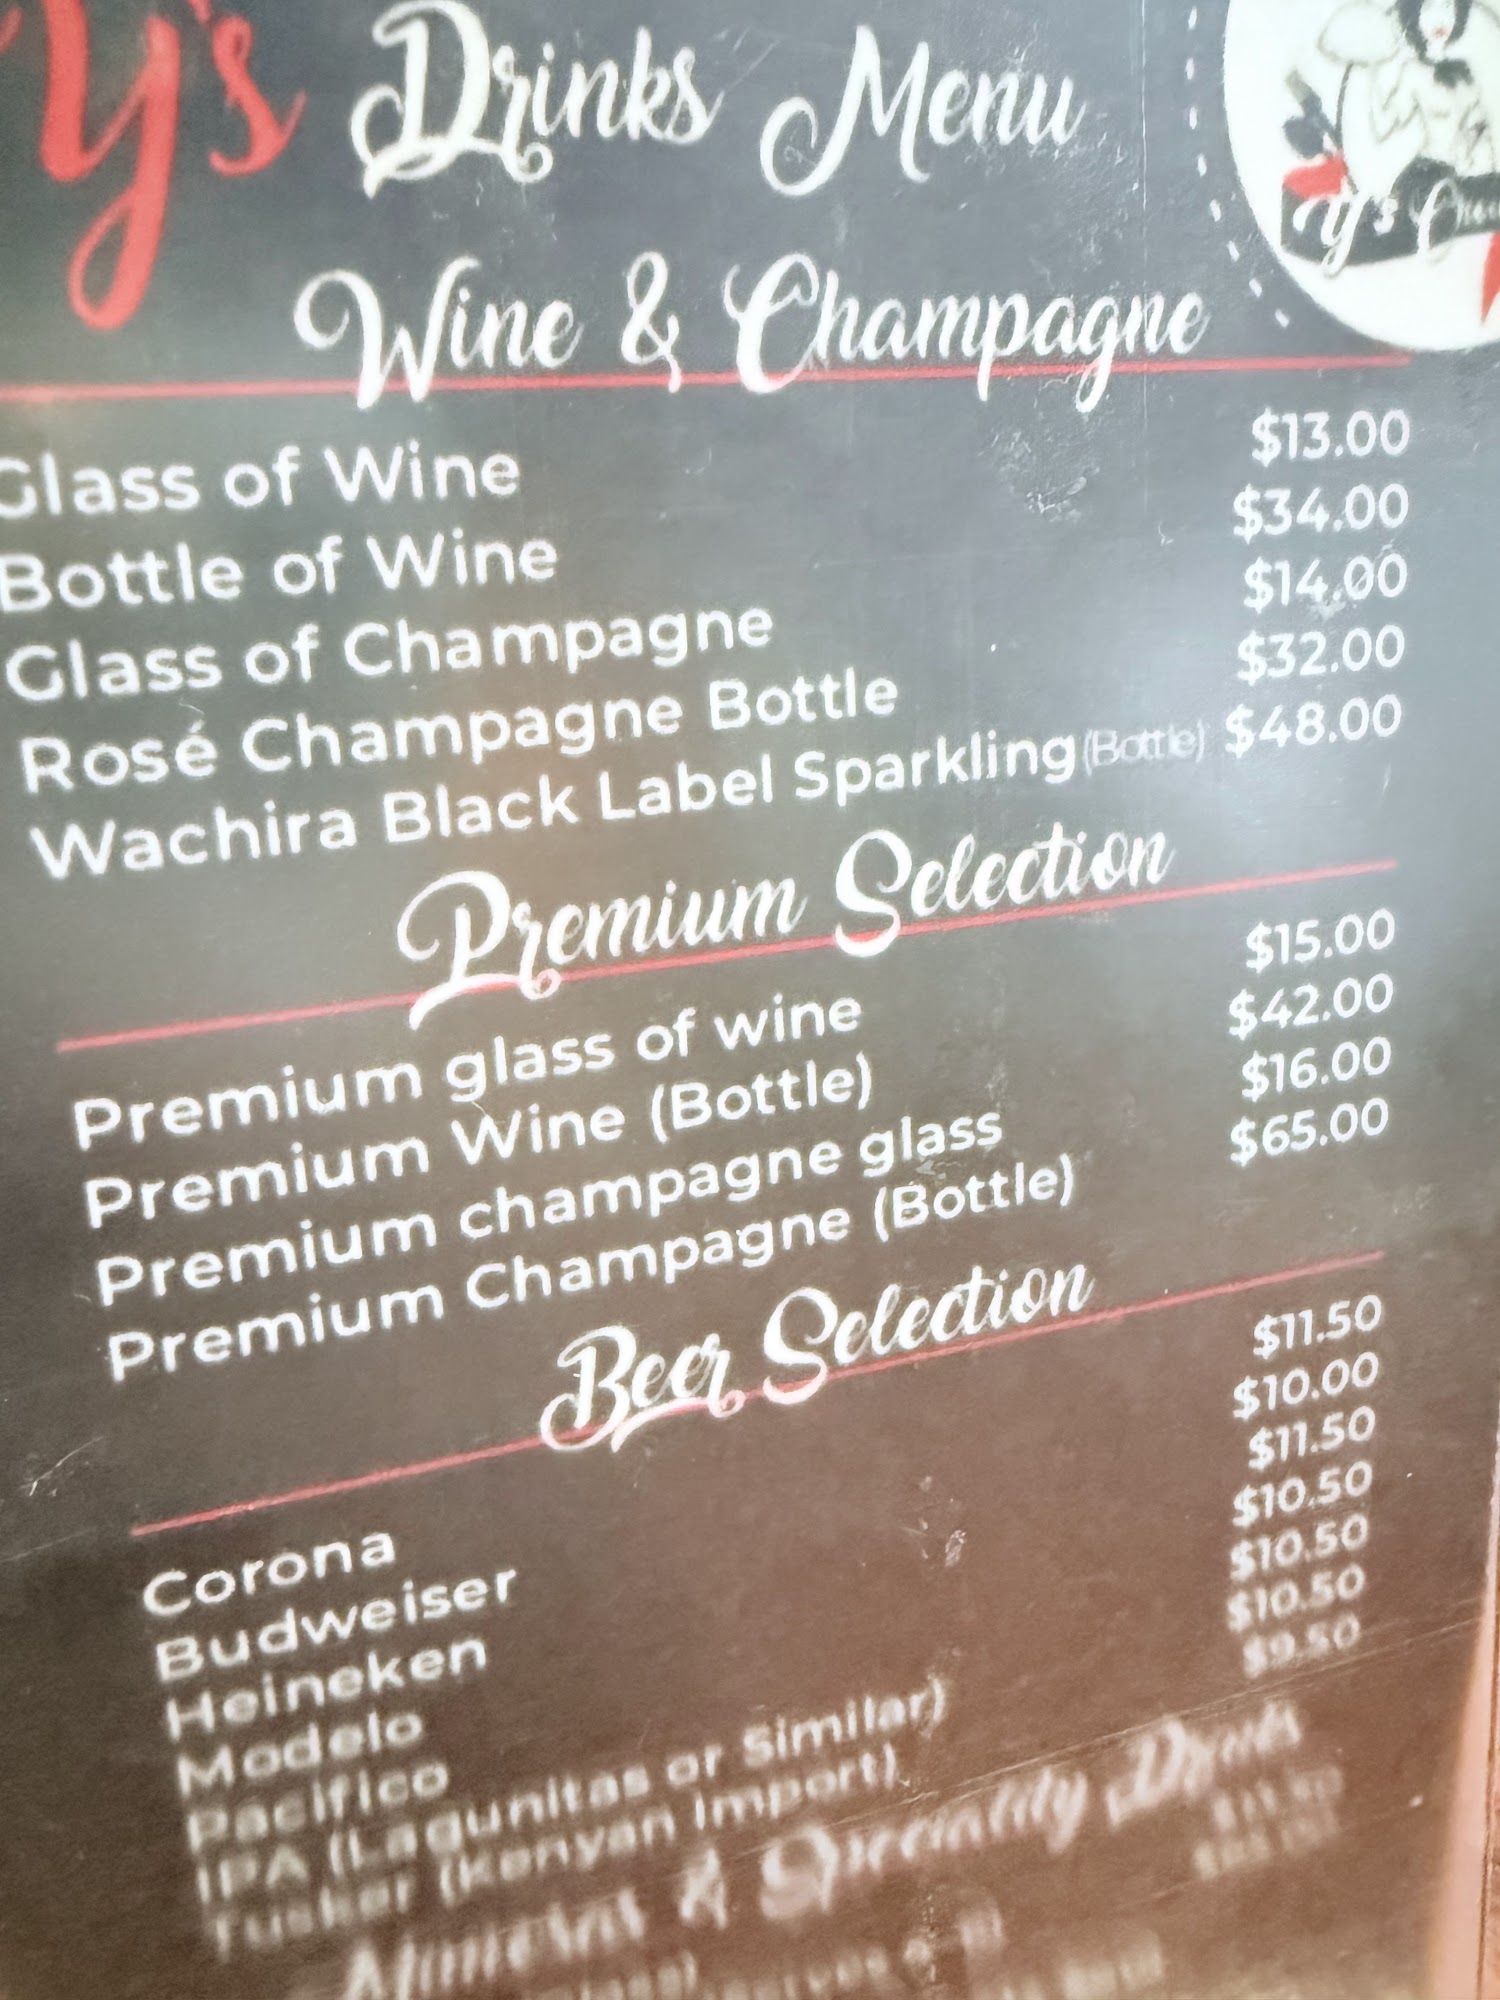 Y's Drinks Menu
Y's
Wine & Champagne
Glass of Wine $13.00
Bottle of Wine $34.00
Glass of Champagne $14.00
Rosé Champagne Bottle $32.00
Wachira Black Label Sparkling (Bottle) $48.00
Premium Selection
Premium glass of wine $15.00
Premium Wine (Bottle) $42.00
Premium champagne glass $16.00
Premium Champagne (Bottle) $65.00
Beer Selection
Corona $11.50
Budweiser $10.00
Heineken $11.50
Modelo $10.50
Pacifico $10.50
IPA (Lagunitas or Similar) $10.50
Tusker (Kenyan Import) $9.50
& Speciality Drinks